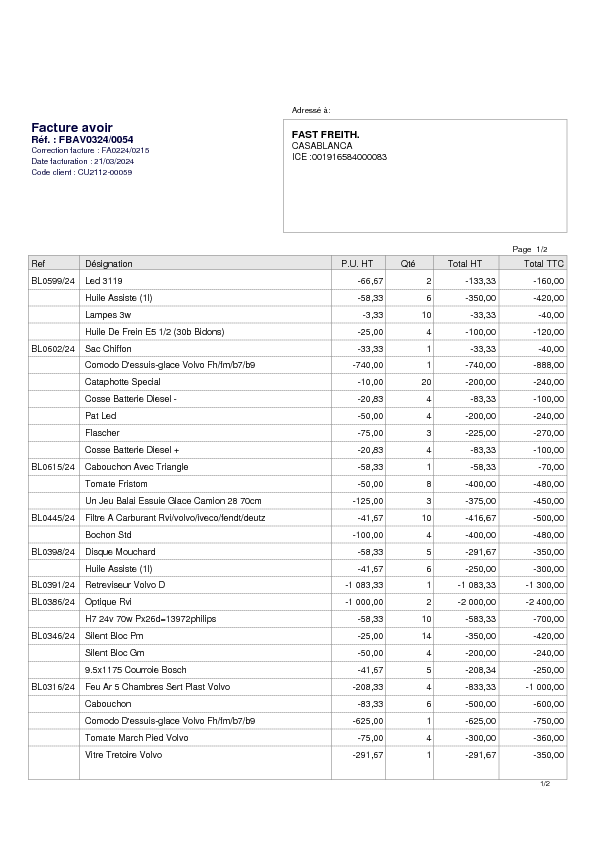 Adressé à:
Facture avoir
Réf. : FBAV0324/0054
Correction facture : FA0224/0215
Date facturation : 21/03/2024
Code client : CU2112-00059
FAST FREITH.
CASABLANCA
ICE :001916584000083
Page 1/2
Ref Désignation P.U. HT Qté Total HT Total TTC
BL0599/24 Led 3119 -66,67 2 -133,33 -160,00
Huile Assiste (1l) -58,33 6 -350,00 -420,00
Lampes 3w -3,33 10 -33,33 -40,00
Huile De Frein E5 1/2 (30b Bidons) -25,00 4 -100,00 -120,00
BL0602/24 Sac Chiffon -33,33 1 -33,33 -40,00
Comodo D'essuis-glace Volvo Fh/fm/b7/b9 -740,00 1 -740,00 -888,00
Cataphotte Special -10,00 20 -200,00 -240,00
Cosse Batterie Diesel - -20,83 4 -83,33 -100,00
Pat Led -50,00 4 -200,00 -240,00
Flascher -75,00 3 -225,00 -270,00
Cosse Batterie Diesel + -20,83 4 -83,33 -100,00
BL0615/24 Cabouchon Avec Triangle -58,33 1 -58,33 -70,00
Tomate Fristom -50,00 8 -400,00 -480,00
Un Jeu Balai Essuie Glace Camion 28 70cm -125,00 3 -375,00 -450,00
BL0445/24 Filtre A Carburant Rvi/volvo/iveco/fendt/deutz -41,67 10 -416,67 -500,00
Bochon Std -100,00 4 -400,00 -480,00
BL0398/24 Disque Mouchard -58,33 5 -291,67 -350,00
Huile Assiste (1l) -41,67 6 -250,00 -300,00
BL0391/24 Retreviseur Volvo D -1 083,33 1 -1 083,33 -1 300,00
BL0386/24 Optique Rvi -1 000,00 2 -2 000,00 -2 400,00
H7 24v 70w Px26d=13972philips -58,33 10 -583,33 -700,00
BL0346/24 Silent Bloc Pm -25,00 14 -350,00 -420,00
Silent Bloc Gm -50,00 4 -200,00 -240,00
9.5x1175 Courroie Bosch -41,67 5 -208,34 -250,00
BL0316/24 Feu Ar 5 Chambres Sert Plast Volvo -208,33 4 -833,33 -1 000,00
Cabouchon -83,33 6 -500,00 -600,00
Comodo D'essuis-glace Volvo Fh/fm/b7/b9 -625,00 1 -625,00 -750,00
Tomate March Pied Volvo -75,00 4 -300,00 -360,00
Vitre Tretoire Volvo -291,67 1 -291,67 -350,00
1/2